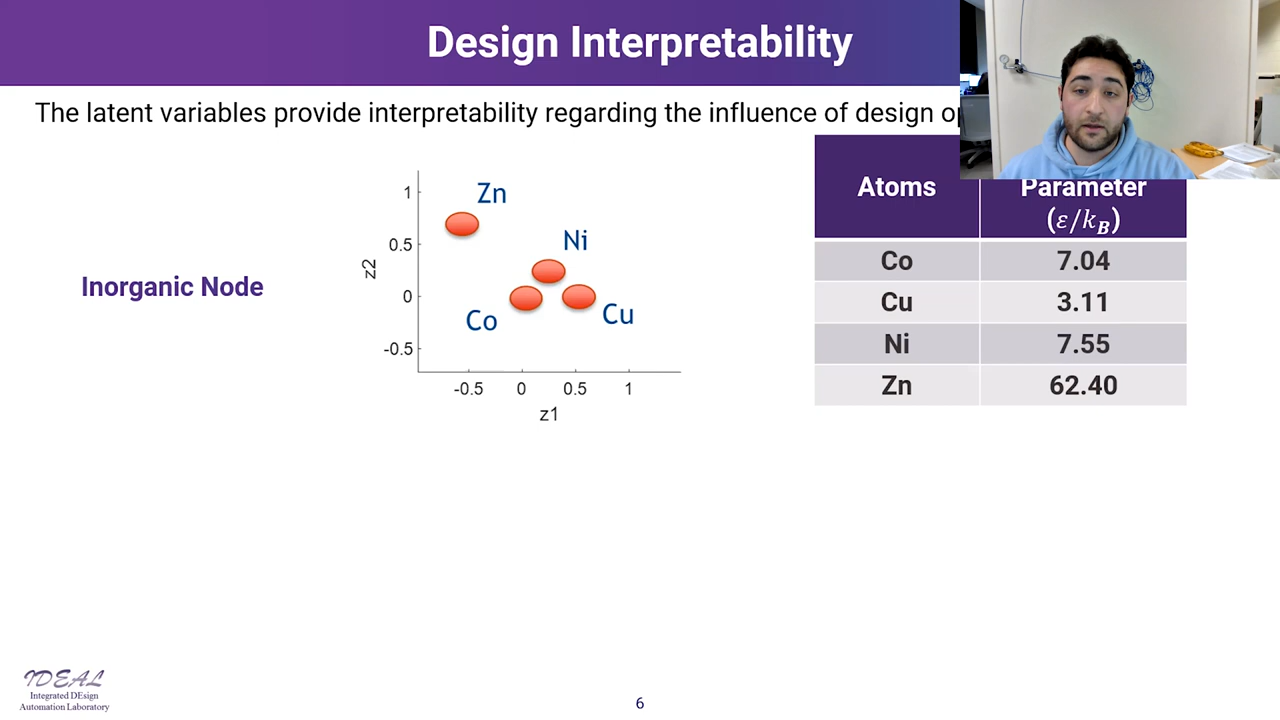 Design Interpretability
The latent variables provide interpretability regarding the influence of design
Inorganic Node
1
0.5
0
-0.5
z2
Zn
Ni
Co
Cu
-0.5 0 0.5 1
z1
Atoms Parameter
(ε/k_B)
Co 7.04
Cu 3.11
Ni 7.55
Zn 62.40
IDEAL
Integrated DEsign
Automation Laboratory
6